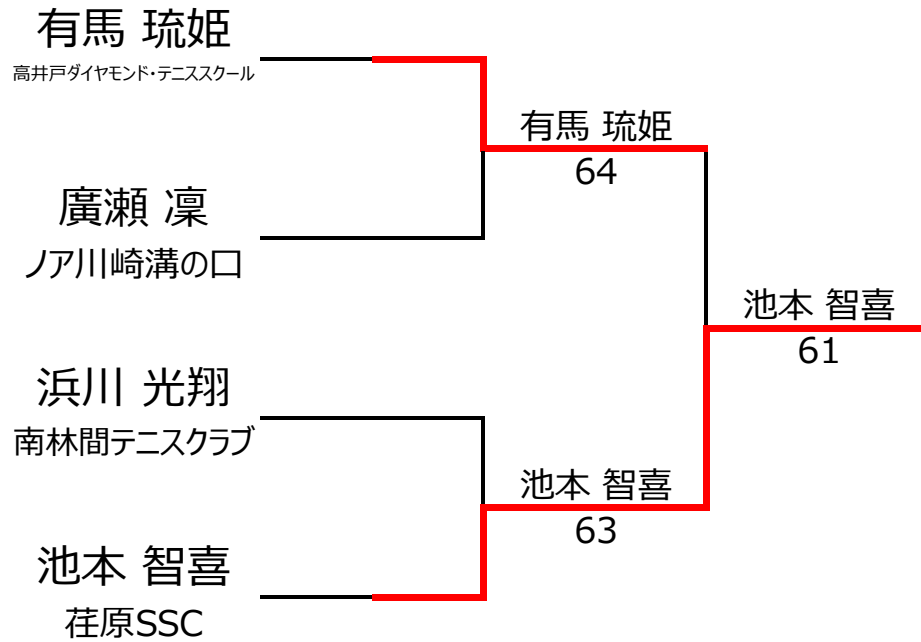 有馬 琉姫
高井戸ダイヤモンド・テニススクール
有馬 琉姫
64
廣瀬 凜
ノア川崎溝の口
池本 智喜
61
浜川 光翔
南林間テニスクラブ
池本 智喜
63
池本 智喜
荏原SSC